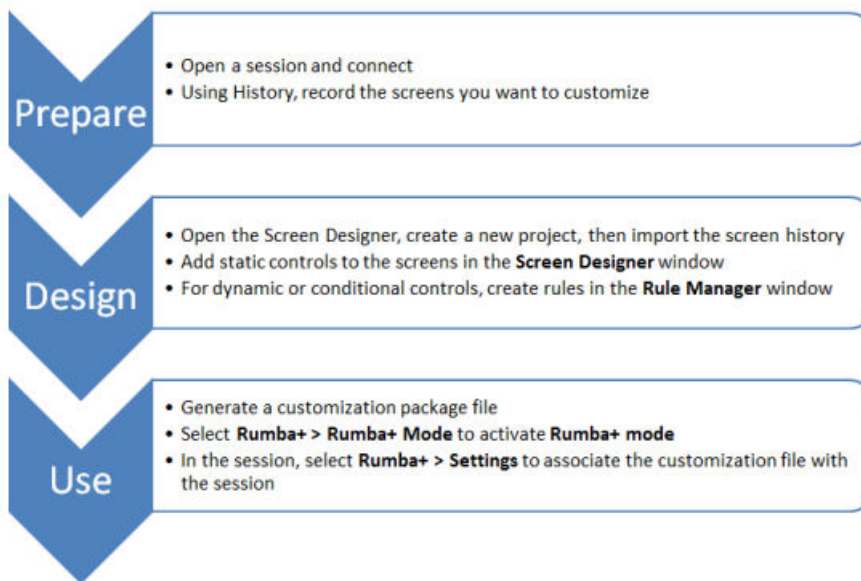 Prepare
• Open a session and connect
• Using History, record the screens you want to customize
Design
• Open the Screen Designer, create a new project, then import the screen history
• Add static controls to the screens in the Screen Designer window
• For dynamic or conditional controls, create rules in the Rule Manager window
Use
• Generate a customization package file
• Select Rumba+ > Rumba+ Mode to activate Rumba+ mode
• In the session, select Rumba+ > Settings to associate the customization file with
the session